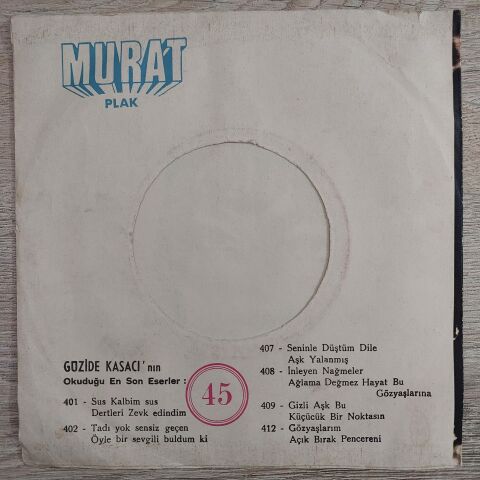 MURAT
PLAK
GÜZİDE KASACI'nın
Okuduğu En Son Eserler :
401 - Sus Kalbim sus
Dertleri Zevk edindim
402 - Tadı yok sensiz geçen
Öyle bir sevgili buldum ki
45
407 - Seninle Düştüm Dile
Aşk Yalanmış
408 - İnleyen Nağmeler
Ağlama Değmez Hayat Bu
Gözyaşlarına
409 - Gizli Aşk Bu
Küçücük Bir Noktasın
412 - Gözyaşlarım
Açık Bırak Pencereni